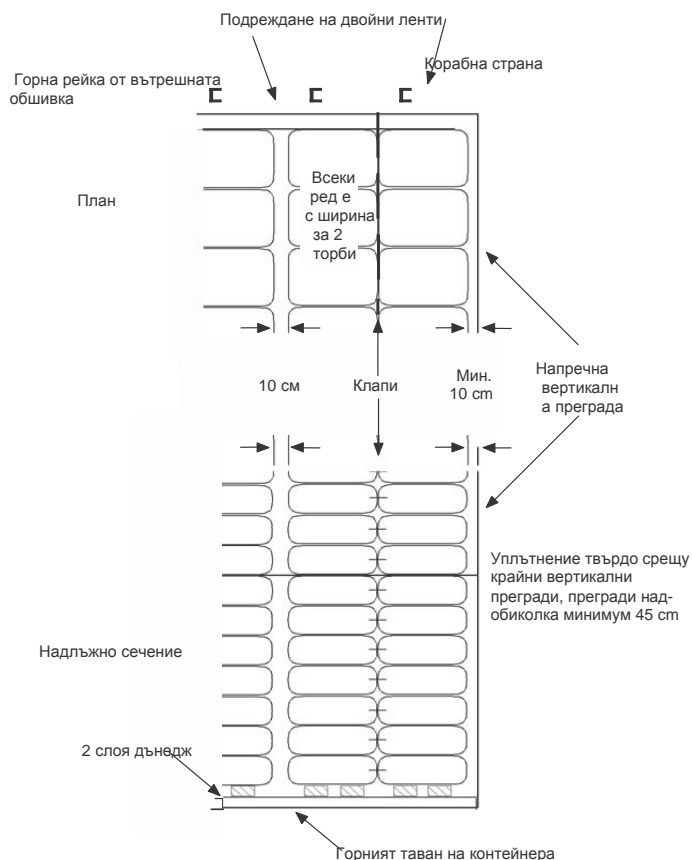 Подреждане на двойни ленти
Корабна страна
Горна рейка от вътрешната
обшивка
План
Всеки
ред е
с ширина
за 2
торби
10 см
Клапи
Мин.
10 cm
Напречна
вертикалн
а преграда
Уплътнение твърдо срещу
крайни вертикални
прегради, прегради над-
обиколка минимум 45 cm
Надлъжно сечение
2 слоя дънедж
Горният таван на контейнера